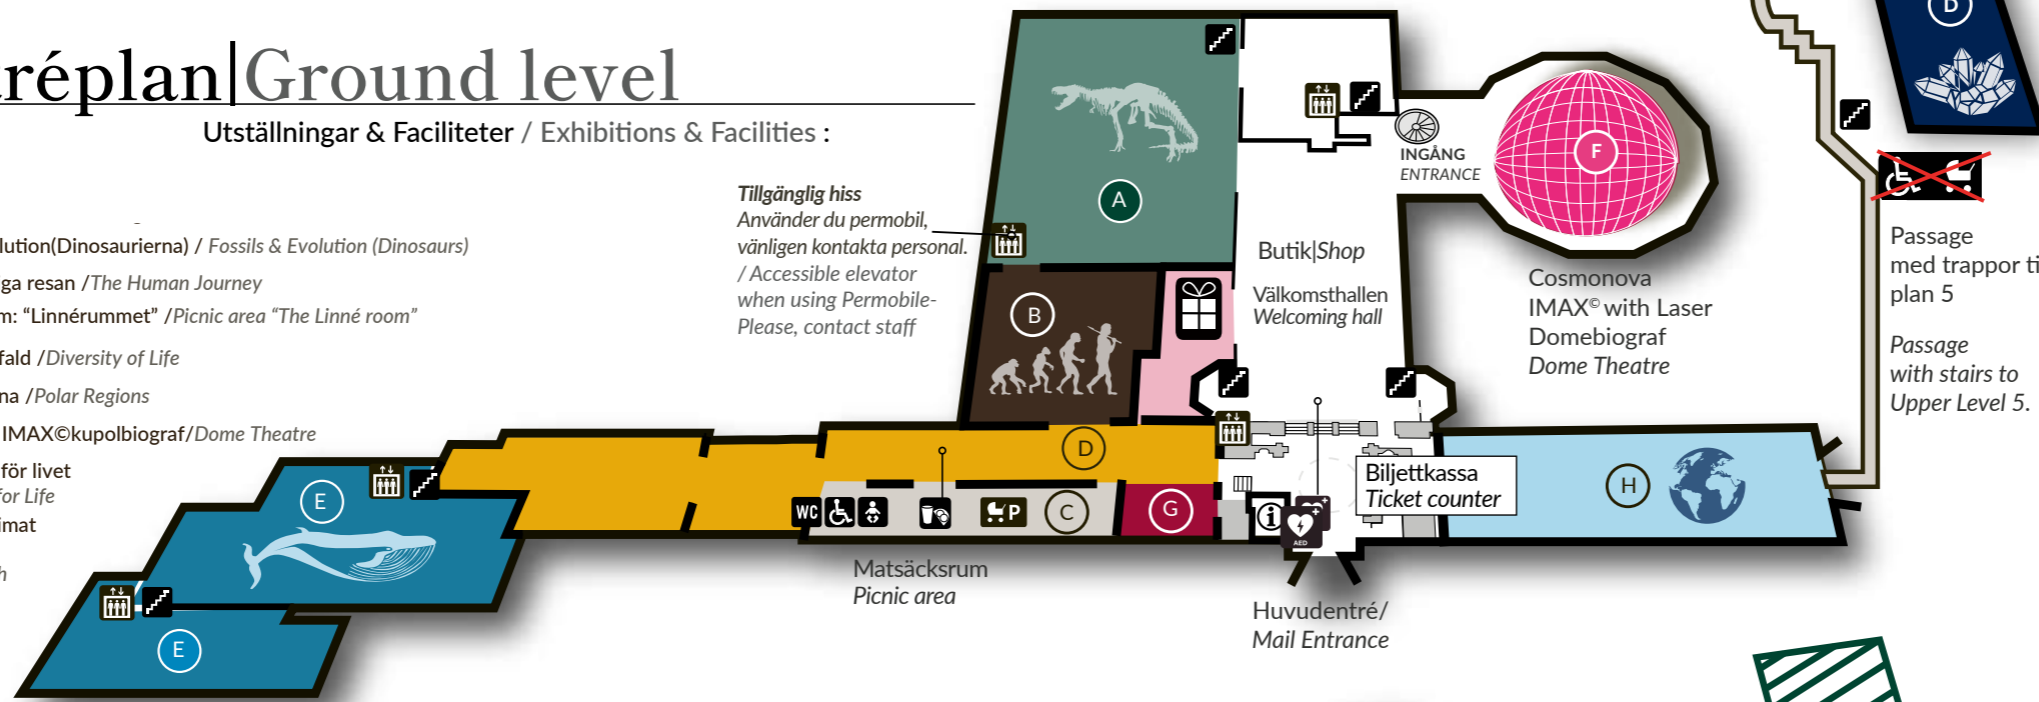 réplan|Ground level
Utställningar & Faciliteter / Exhibitions & Facilities :
lution(Dinosaurierna) / Fossils & Evolution (Dinosaurs)
ga resan /The Human Journey
m: “Linnérummet” /Picnic area “The Linné room”
fald /Diversity of Life
na /Polar Regions
IMAX©kupolbiograf/Dome Theatre
för livet
for Life
imat
h
Tillgänglig hiss
Använder du permobil,
vänligen kontakta personal.
/ Accessible elevator
when using Permobile-
Please, contact staff
A
B
C
D
E
E
F
G
H
D
INGÅNG
ENTRANCE
Butik|Shop
Välkomsthallen
Welcoming hall
Cosmonova
IMAX© with Laser
Domebiograf
Dome Theatre
Passage
med trappor ti
plan 5
Passage
with stairs to
Upper Level 5.
Biljettkassa
Ticket counter
WC
P
i
AED
Matsäcksrum
Picnic area
Huvudentré/
Mail Entrance